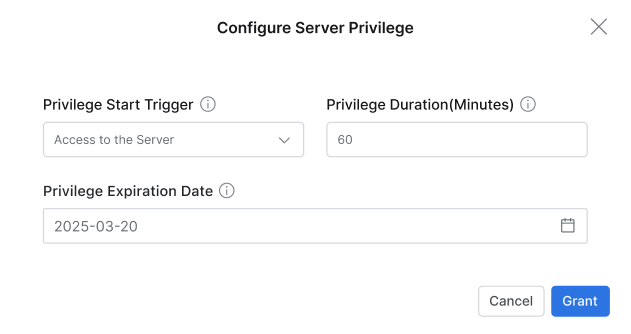 Configure Server Privilege
Privilege Start Trigger
Privilege Duration(Minutes)
Access to the Server
60
Privilege Expiration Date
2025-03-20
Cancel
Grant